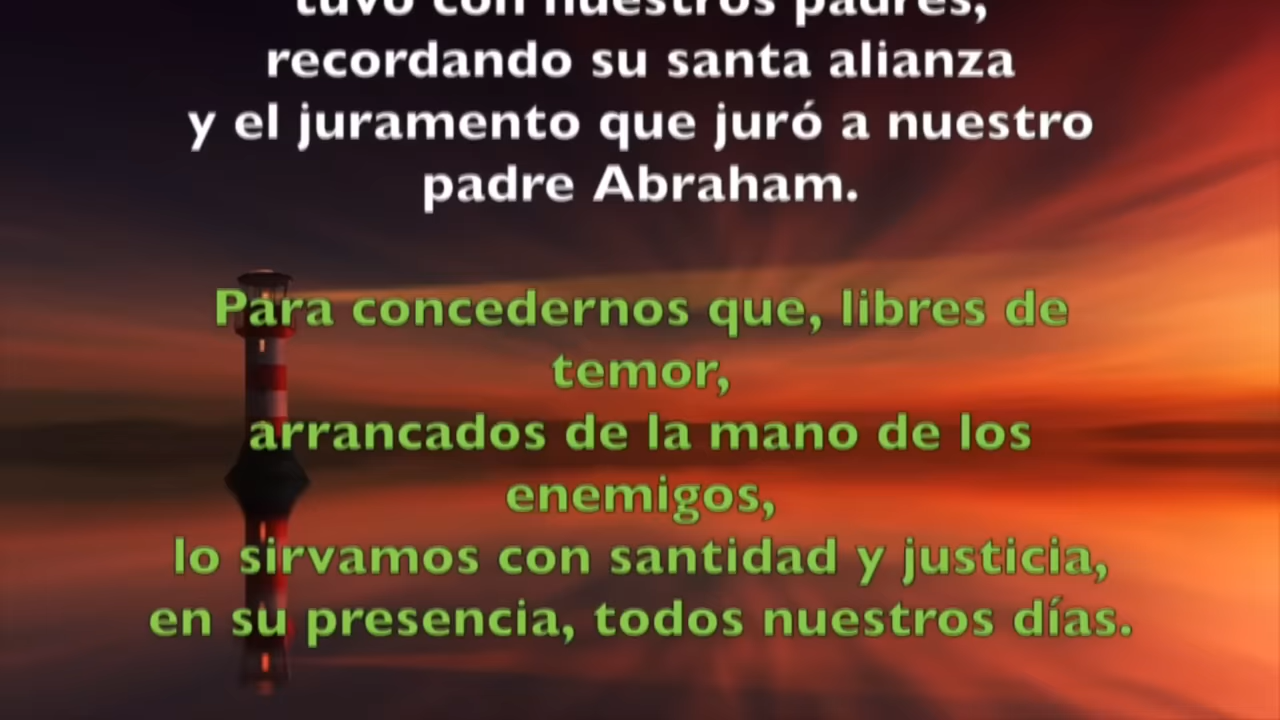 tuvo con nuestros padres,
recordando su santa alianza
y el juramento que juró a nuestro
padre Abraham.
Para concedernos que, libres de
temor,
arrancados de la mano de los
enemigos,
lo sirvamos con santidad y justicia,
en su presencia, todos nuestros días.